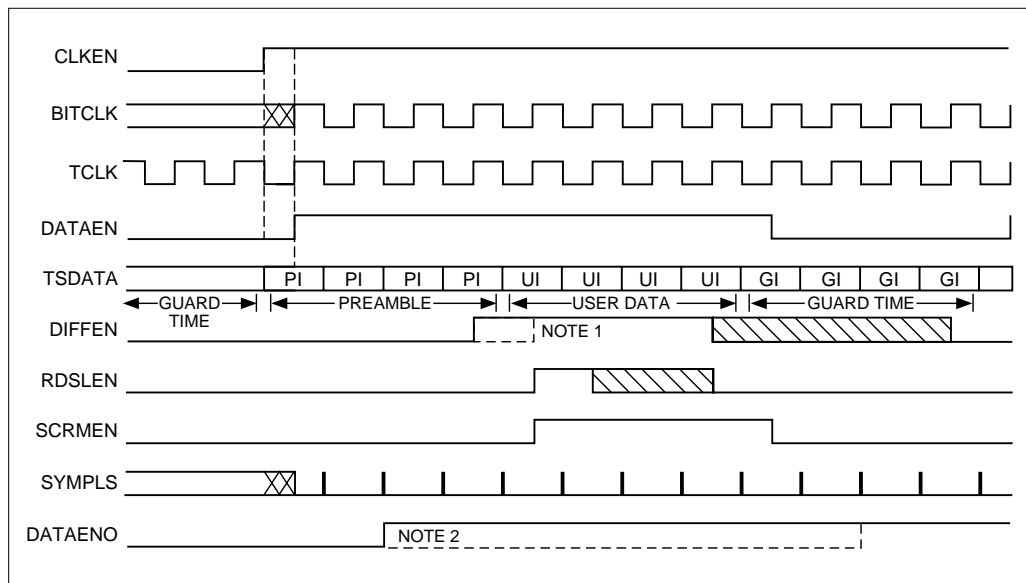 CLKEN
BITCLK
TCLK
DATAEN
TSDATA PI PI PI PI UI UI UI UI GI GI GI GI
GUARD TIME PREAMBLE USER DATA GUARD TIME
DIFFEN NOTE 1
RDSLEN
SCRMEN
SYMPLS
DATAENO NOTE 2